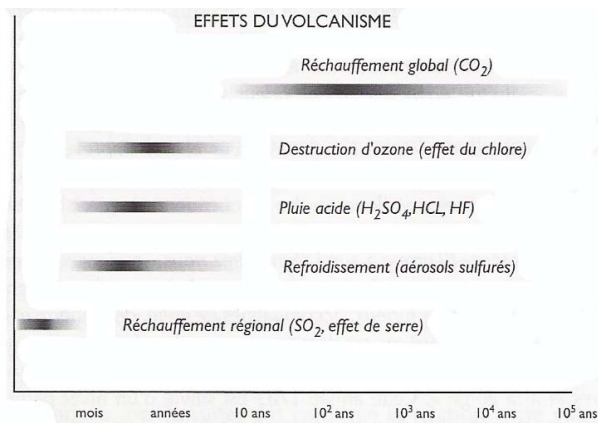 EFFETS DU VOLCANISME
Réchauffement global (CO₂)
Destruction d'ozone (effet du chlore)
Pluie acide (H₂SO₄,HCL, HF)
Refroidissement (aérosols sulfurés)
Réchauffement régional (SO₂, effet de serre)
mois années 10 ans 10² ans 10³ ans 10⁴ ans 10⁵ ans